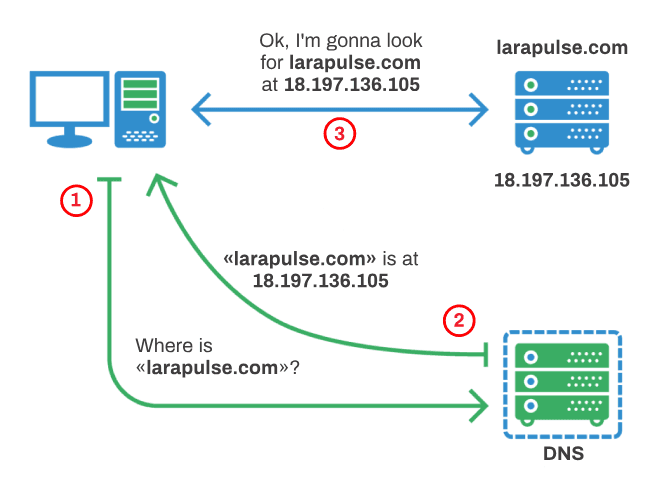 Ok, I'm gonna look
for larapulse.com
at 18.197.136.105
larapulse.com
3
18.197.136.105
1
«larapulse.com» is at
18.197.136.105
2
Where is
«larapulse.com»?
DNS